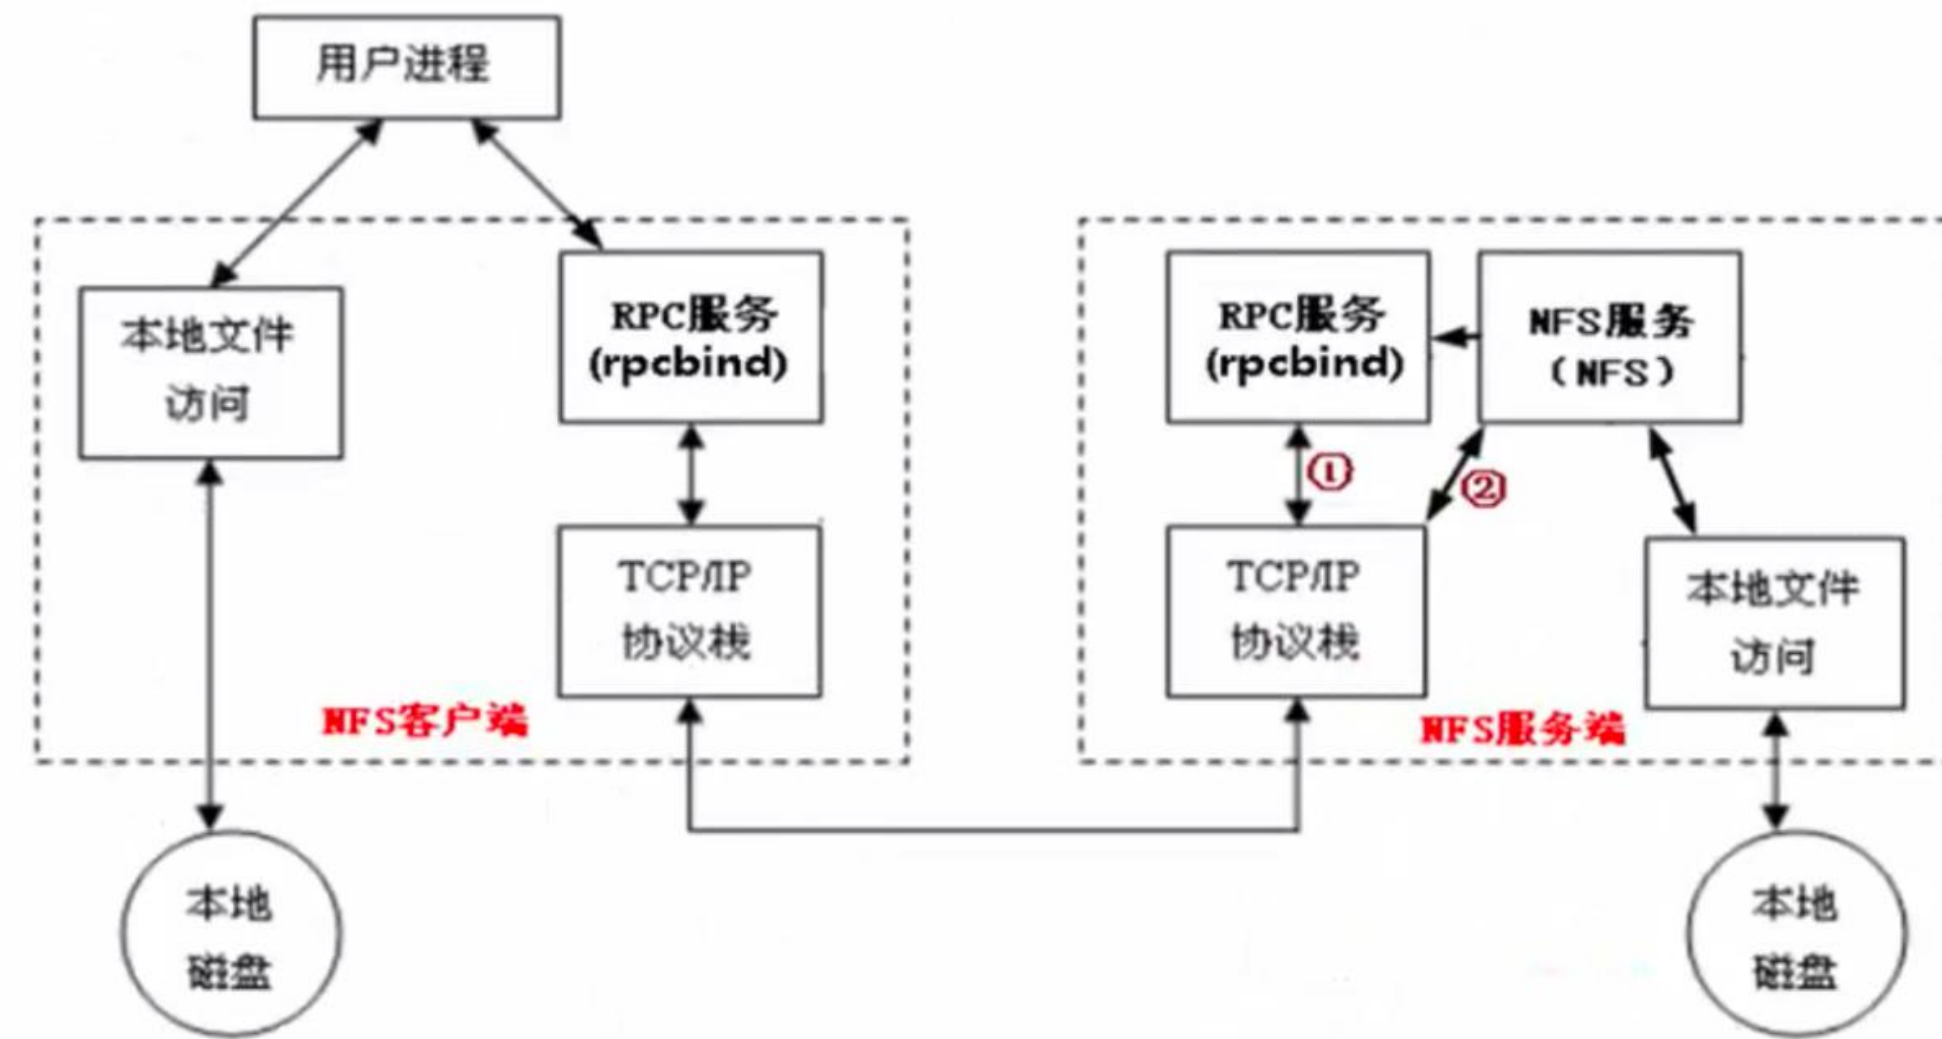 用户进程
本地文件
访问
RPC服务
(rpcbind)
TCP/IP
协议栈
NFS客户端
本地
磁盘
RPC服务
(rpcbind)
NFS服务
（NFS）
①
②
TCP/IP
协议栈
本地文件
访问
NFS服务端
本地
磁盘